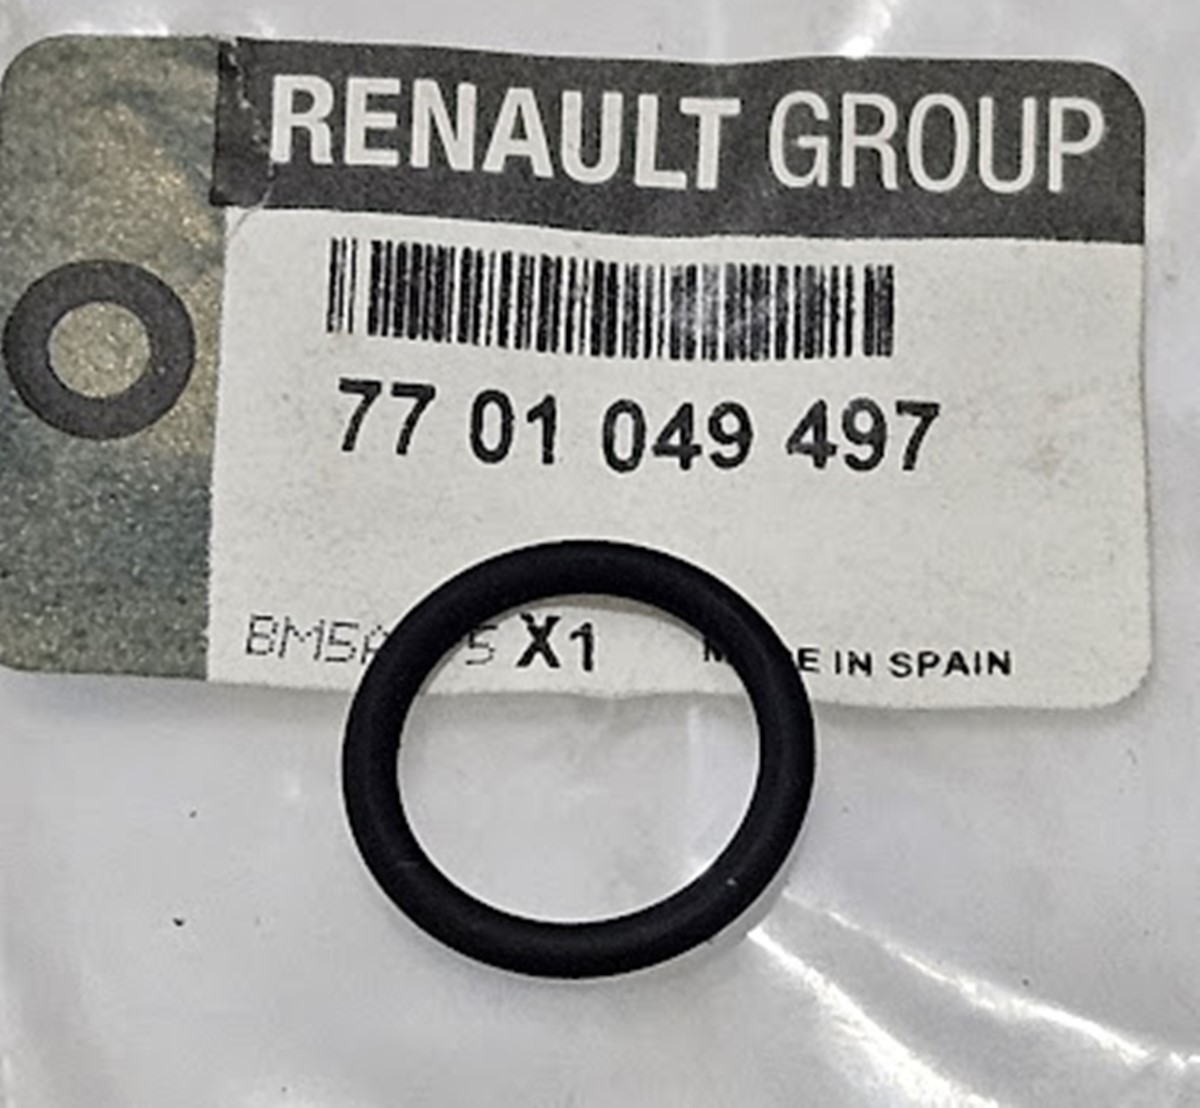 RENAULT GROUP
77 01 049 497
X1 IN SPAIN